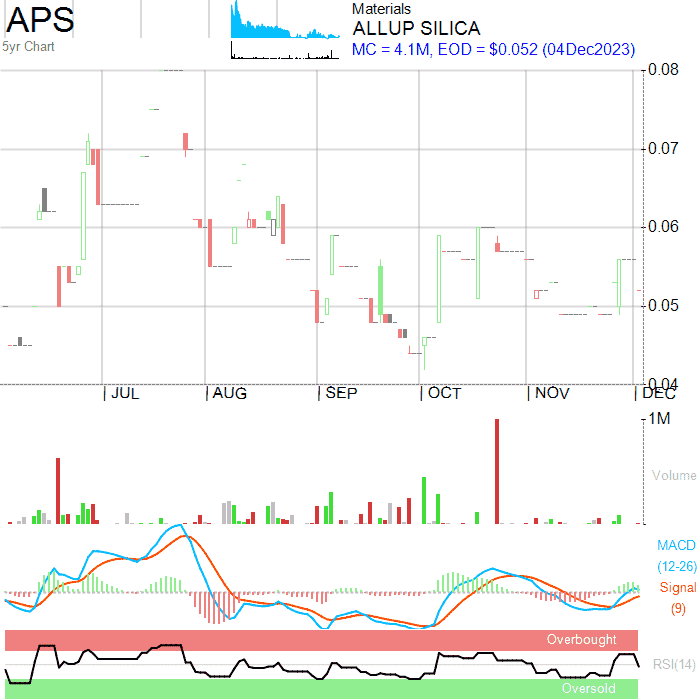 APS
5yr Chart
Materials
ALLUP SILICA
MC = 4.1M, EOD = $0.052 (04Dec2023)
0.08
0.07
0.06
0.05
0.04
JUL
AUG
SEP
OCT
NOV
DEC
1M
Volume
MACD
(12-26)
Signal
(9)
Overbought
RSI(14)
Oversold